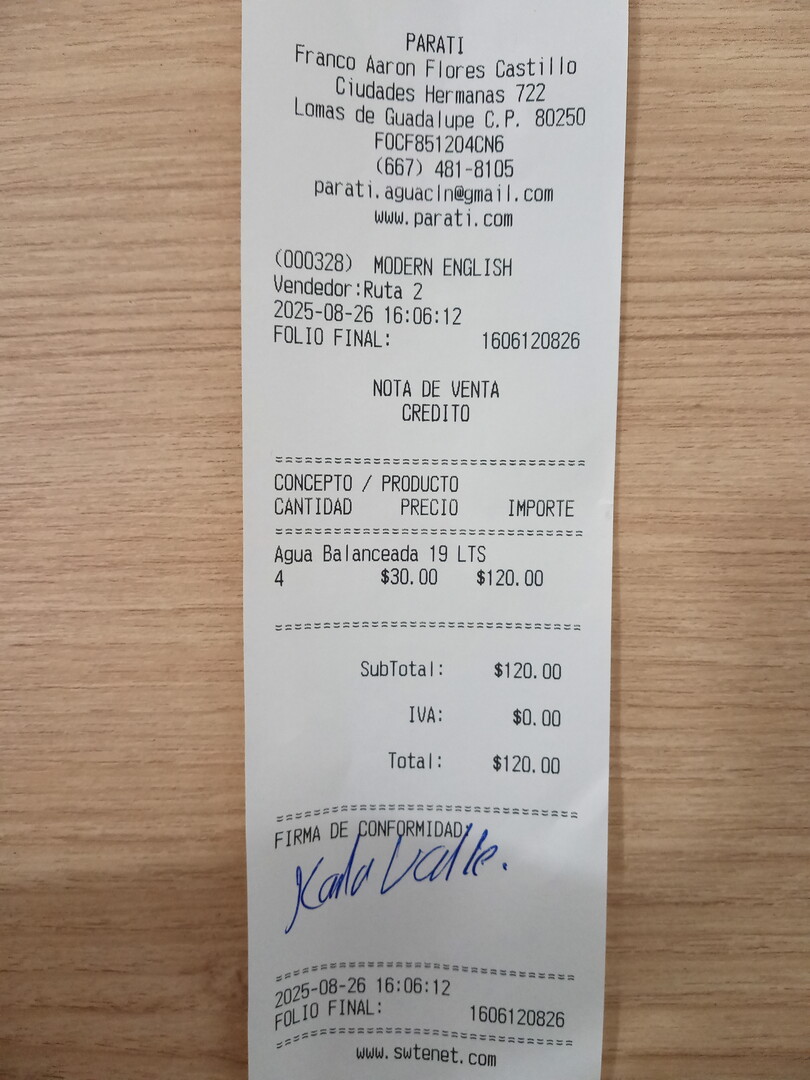 PARATI
Franco Aaron Flores Castillo
Ciudades Hermanas 722
Lomas de Guadalupe C.P. 80250
FOCF851204CN6
(667) 481-8105
parati.aguacln@gmail.com
www.parati.com
(000328) MODERN ENGLISH
Vendedor:Ruta 2
2025-08-26 16:06:12
FOLIO FINAL: 1606120826
NOTA DE VENTA
CREDITO
===============================
CONCEPTO / PRODUCTO
CANTIDAD PRECIO IMPORTE
===============================
Agua Balanceada 19 LTS
4 $30.00 $120.00
===============================
SubTotal: $120.00
IVA: $0.00
Total: $120.00
===============================
FIRMA DE CONFORMIDAD:
Karla Valle.
===============================
2025-08-26 16:06:12
FOLIO FINAL: 1606120826
===============================
www.swtenet.com